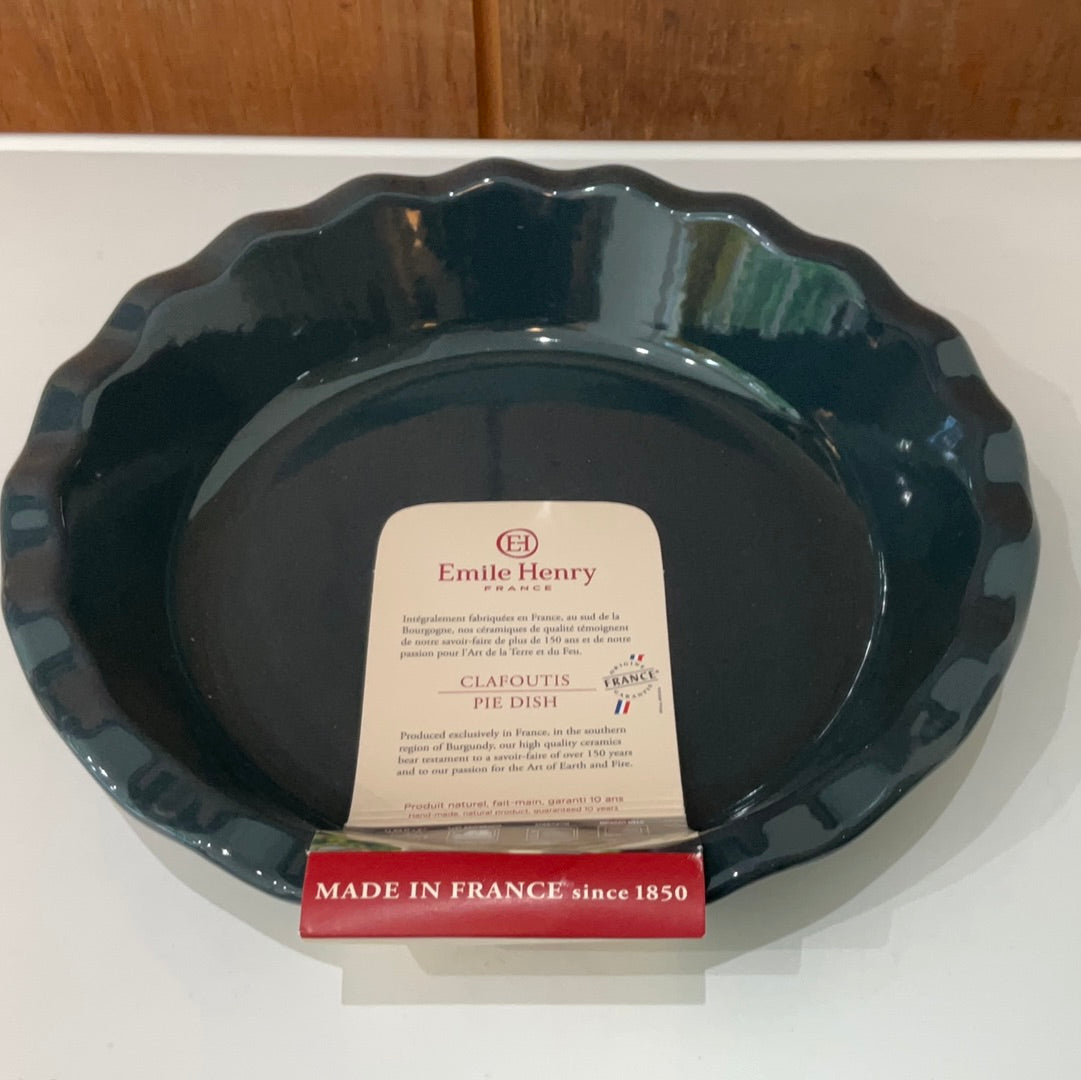 EH
Emile Henry
FRANCE
Intégralement fabriquées en France, au sud de la
Bourgogne, nos céramiques de qualité témoignent
de notre savoir-faire de plus de 150 ans et de notre
passion pour l'Art de la Terre et du Feu.
CLAFOUTIS
PIE DISH
ORIGINE
FRANCE
GARANTIE
Produced exclusively in France, in the southern
region of Burgundy, our high quality ceramics
bear testament to a savoir-faire of over 150 years
and to our passion for the Art of Earth and Fire.
Produit naturel, fait-main, garanti 10 ans
Hand-made, natural product, guaranteed 10 years
MADE IN FRANCE since 1850